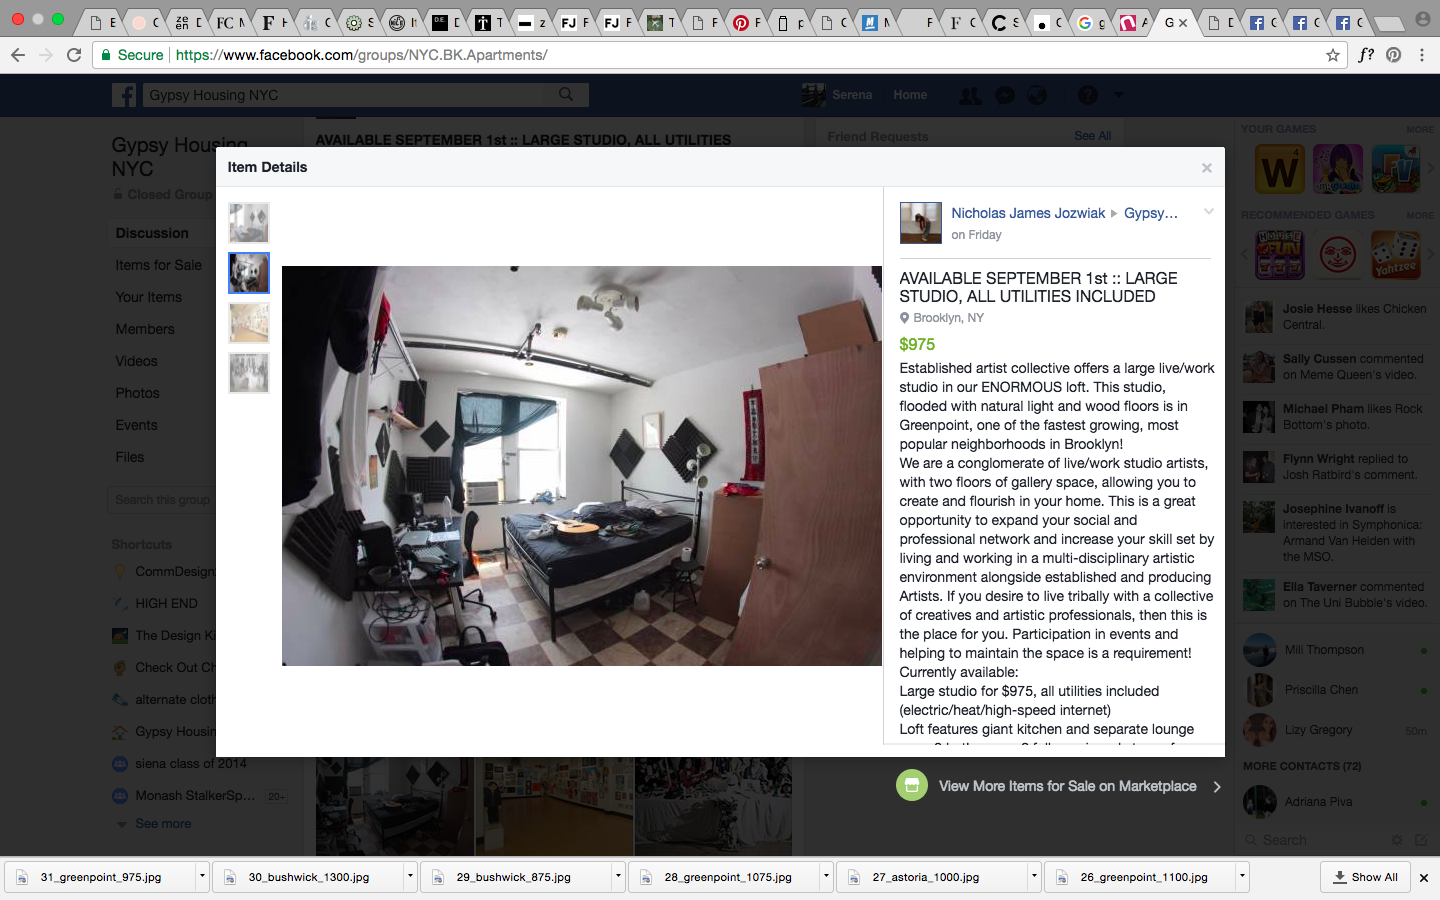 Secure
https://www.facebook.com/groups/NYC.BK.Apartments/
f?
Gypsy Housing NYC
Serena
Home
Gypsy Housing
NYC
Closed Group
Discussion
Items for Sale
Your Items
Members
Videos
Photos
Events
Files
Search this group
Shortcuts
HIGH END
siena class of 2014
Monash StalkerSp...
20+
See more
AVAILABLE SEPTEMBER 1st :: LARGE STUDIO, ALL UTILITIES
Friend Requests
See All
Item Details
Nicholas James Jozwiak
Gypsy...
on Friday
AVAILABLE SEPTEMBER 1st :: LARGE
STUDIO, ALL UTILITIES INCLUDED
Brooklyn, NY
$975
Established artist collective offers a large live/work
studio in our ENORMOUS loft. This studio,
flooded with natural light and wood floors is in
Greenpoint, one of the fastest growing, most
popular neighborhoods in Brooklyn!
We are a conglomerate of live/work studio artists,
with two floors of gallery space, allowing you to
create and flourish in your home. This is a great
opportunity to expand your social and
professional network and increase your skill set by
living and working in a multi-disciplinary artistic
environment alongside established and producing
Artists. If you desire to live tribally with a collective
of creatives and artistic professionals, then this is
the place for you. Participation in events and
helping to maintain the space is a requirement!
Currently available:
Large studio for $975, all utilities included
(electric/heat/high-speed internet)
Loft features giant kitchen and separate lounge
View More Items for Sale on Marketplace
YOUR GAMES
MORE
RECOMMENDED GAMES
MORE
Josie Hesse likes Chicken
Central.
Sally Cussen commented
on Meme Queen's video.
Michael Pham likes Rock
Bottom's photo.
Flynn Wright replied to
Josh Ratbird's comment.
Josephine Ivanoff is
interested in Symphonica:
Armand Van Helden with
the MSO.
Ella Taverner commented
on The Uni Bubble's video.
Mill Thompson
Priscilla Chen
Lizy Gregory
50m
MORE CONTACTS (72)
Adriana Piva
Search
31_greenpoint_975.jpg
30_bushwick_1300.jpg
29_bushwick_875.jpg
28_greenpoint_1075.jpg
27_astoria_1000.jpg
26_greenpoint_1100.jpg
Show All